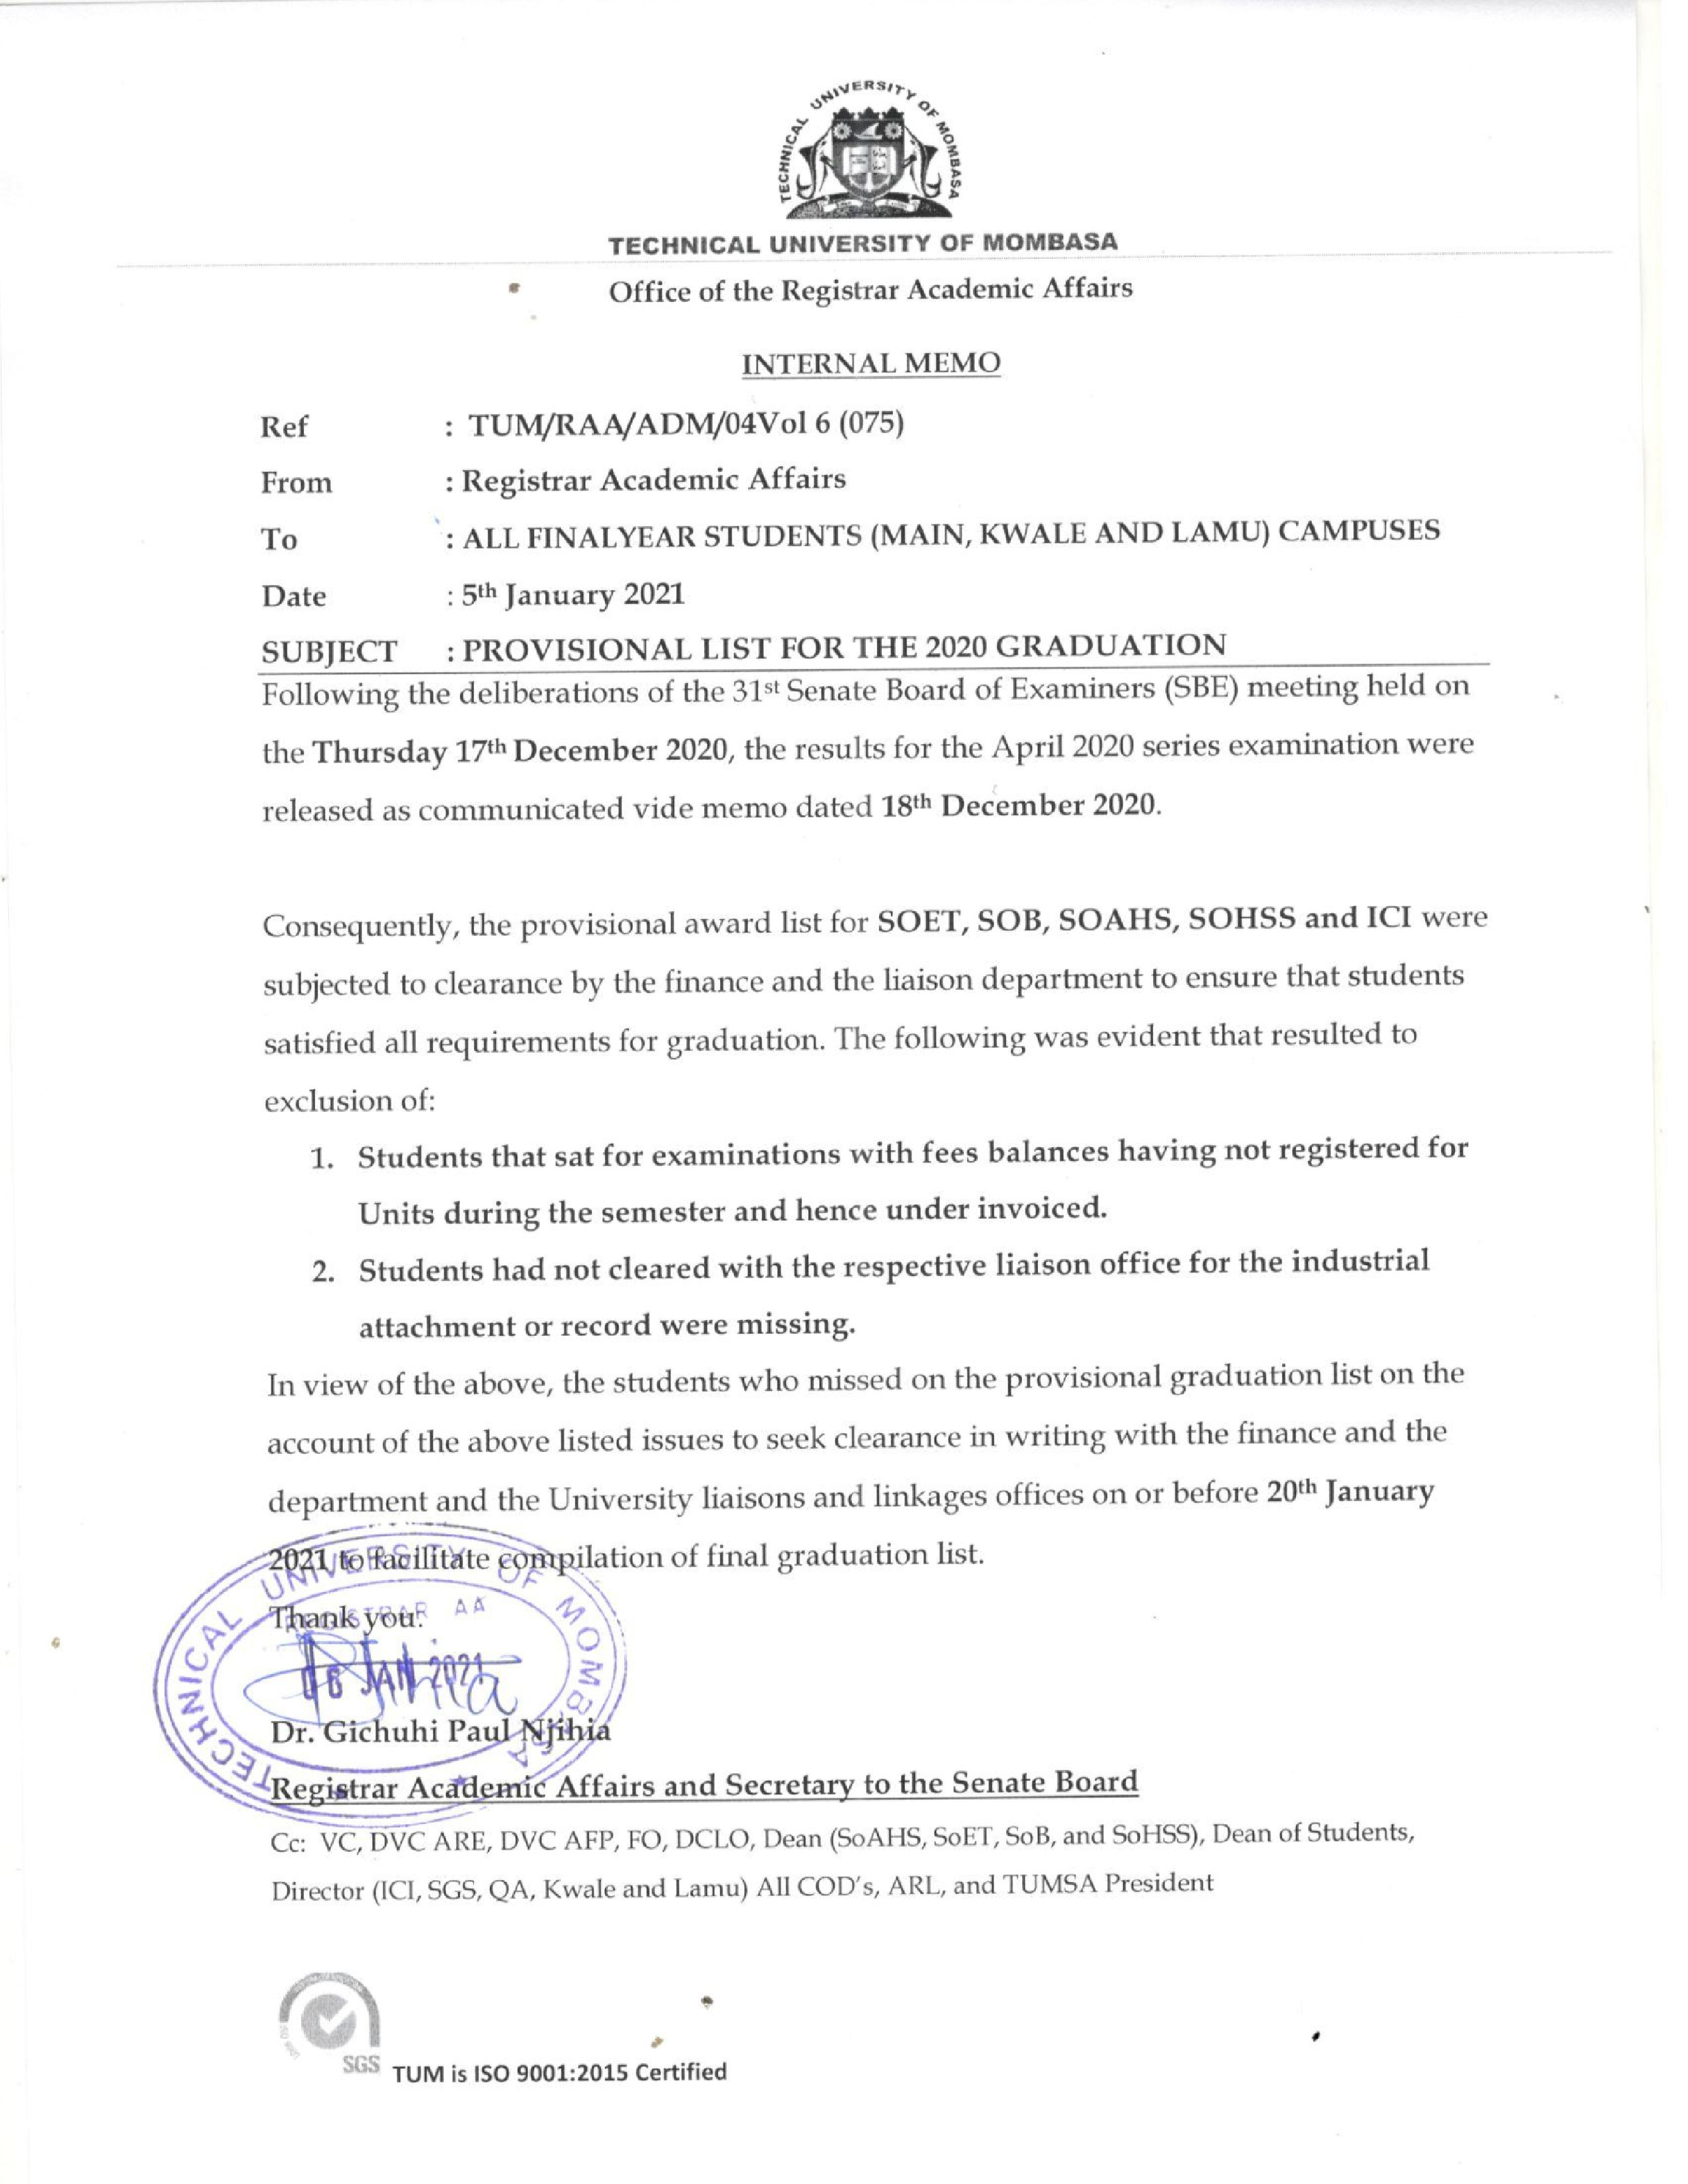 TECHNICAL UNIVERSITY OF MOMBASA
TECHNICAL UNIVERSITY OF MOMBASA
Office of the Registrar Academic Affairs
INTERNAL MEMO
Ref : TUM/RAA/ADM/04Vol 6 (075)
From : Registrar Academic Affairs
To : ALL FINALYEAR STUDENTS (MAIN, KWALE AND LAMU) CAMPUSES
Date : 5th January 2021
SUBJECT : PROVISIONAL LIST FOR THE 2020 GRADUATION
Following the deliberations of the 31st Senate Board of Examiners (SBE) meeting held on
the Thursday 17th December 2020, the results for the April 2020 series examination were
released as communicated vide memo dated 18th December 2020.
Consequently, the provisional award list for SOET, SOB, SOAHS, SOHSS and ICI were
subjected to clearance by the finance and the liaison department to ensure that students
satisfied all requirements for graduation. The following was evident that resulted to
exclusion of:
1. Students that sat for examinations with fees balances having not registered for
Units during the semester and hence under invoiced.
2. Students had not cleared with the respective liaison office for the industrial
attachment or record were missing.
In view of the above, the students who missed on the provisional graduation list on the
account of the above listed issues to seek clearance in writing with the finance and the
department and the University liaisons and linkages offices on or before 20th January
2021 to facilitate compilation of final graduation list.
Thank you.
TECHNICAL UNIVERSITY OF MOMBASA
REGISTRAR AA
06 JAN 2021
Dr. Gichuhi Paul Njihia
Registrar Academic Affairs and Secretary to the Senate Board
Cc: VC, DVC ARE, DVC AFP, FO, DCLO, Dean (SoAHS, SoET, SoB, and SoHSS), Dean of Students,
Director (ICI, SGS, QA, Kwale and Lamu) All COD's, ARL, and TUMSA President
SGS
TUM is ISO 9001:2015 Certified